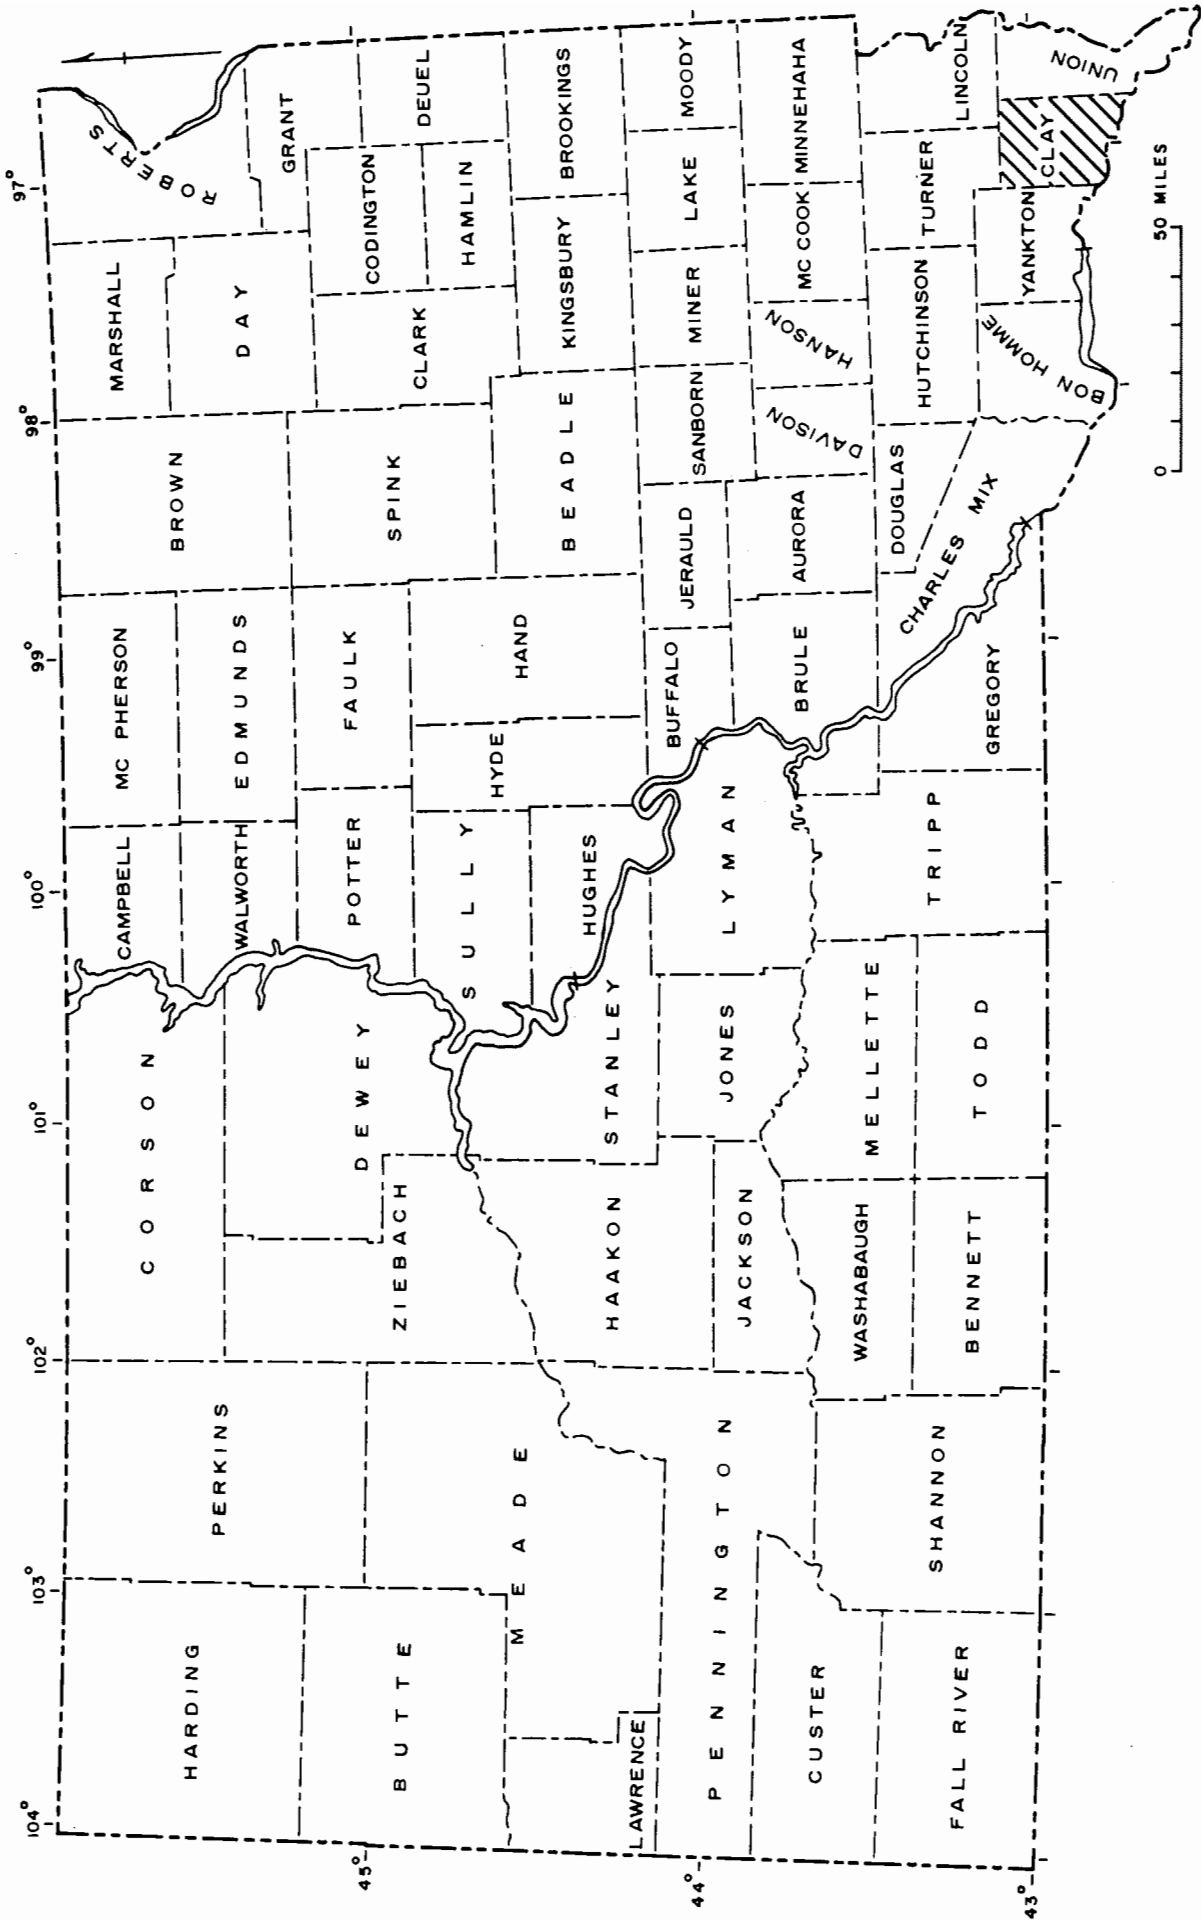 104° 103° 102° 101° 100° 99° 98° 97°
45°
44°
43°
HARDING
PERKINS
CORSON
CAMPBELL
MC PHERSON
BROWN
MARSHALL
ROBERTS
WALWORTH
EDMUNDS
DAY
GRANT
BUTTE
DEWEY
ZIEBACH
POTTER
FAULK
SPINK
CLARK
CODINGTON
DEUEL
HAMLIN
MEADE
SULLY
HYDE
HAND
BEADLE
KINGSBURY
BROOKINGS
LAWRENCE
HAAKON
STANLEY
HUGHES
BUFFALO
JERAULD
SANBORN
MINER
LAKE
MOODY
PENNINGTON
JACKSON
JONES
LYMAN
BRULE
AURORA
DAVISON
HANSON
MC COOK
MINNEHAHA
CUSTER
WASHABAUGH
MELLETTE
DOUGLAS
HUTCHINSON
TURNER
LINCOLN
FALL RIVER
SHANNON
BENNETT
TODD
TRIPP
GREGORY
CHARLES MIX
BON HOMME
YANKTON
CLAY
UNION
0 50 MILES